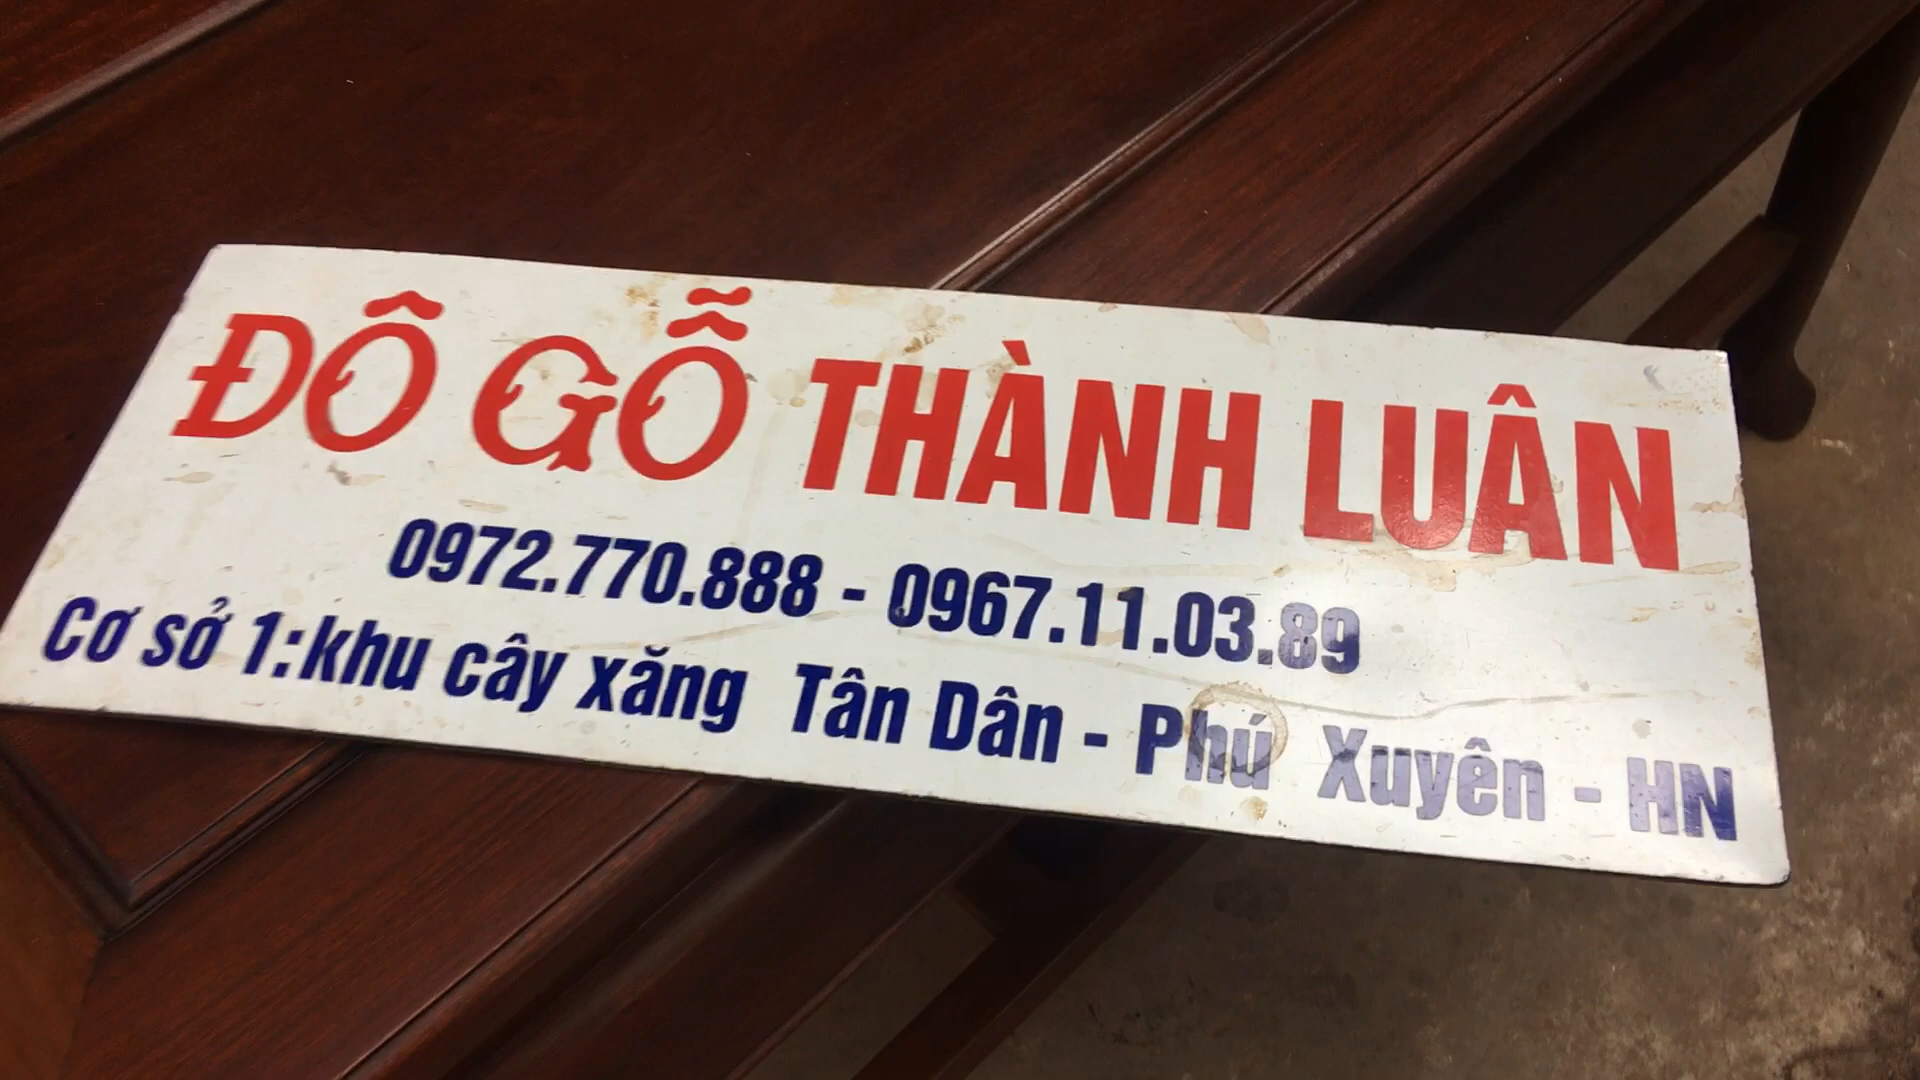 ĐÔ GỖ THÀNH LUÂN
0972.770.888 - 0967.11.03.89
Cơ sở 1:khu cây xăng Tân Dân - Phú Xuyên - HN